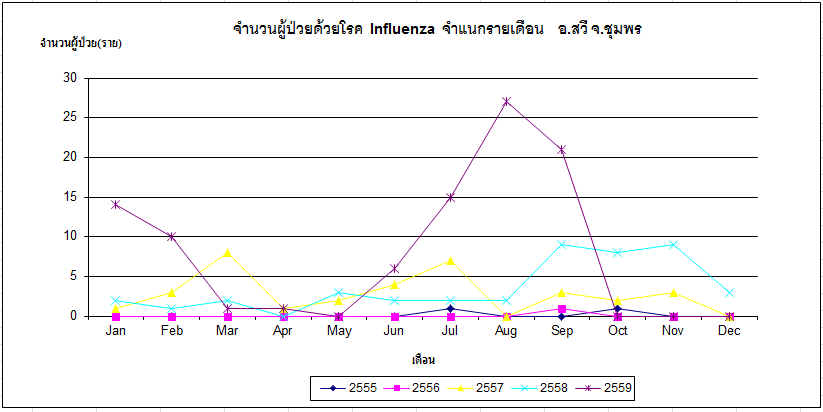 จำนวนผู้ป่วยด้วยโรค Influenza จำแนกรายเดือน อ.สวี จ.ชุมพร
จำนวนผู้ป่วย(ราย)
30
25
20
15
10
5
0
Jan Feb Mar Apr May Jun Jul Aug Sep Oct Nov Dec
เดือน
2555 2556 2557 2558 2559